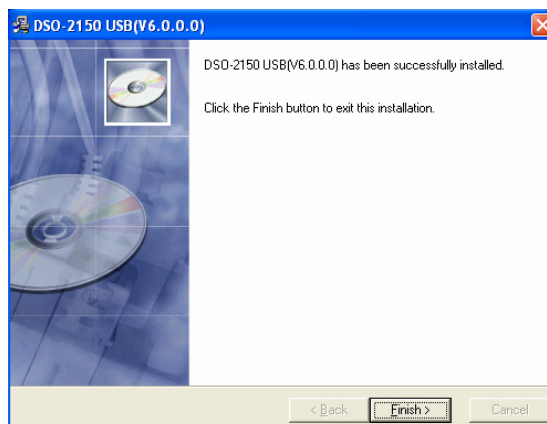 DSO-2150 USB(V6.0.0.0)
DSO-2150 USB(V6.0.0.0) has been successfully installed.
Click the Finish button to exit this installation.
< Back
Finish >
Cancel